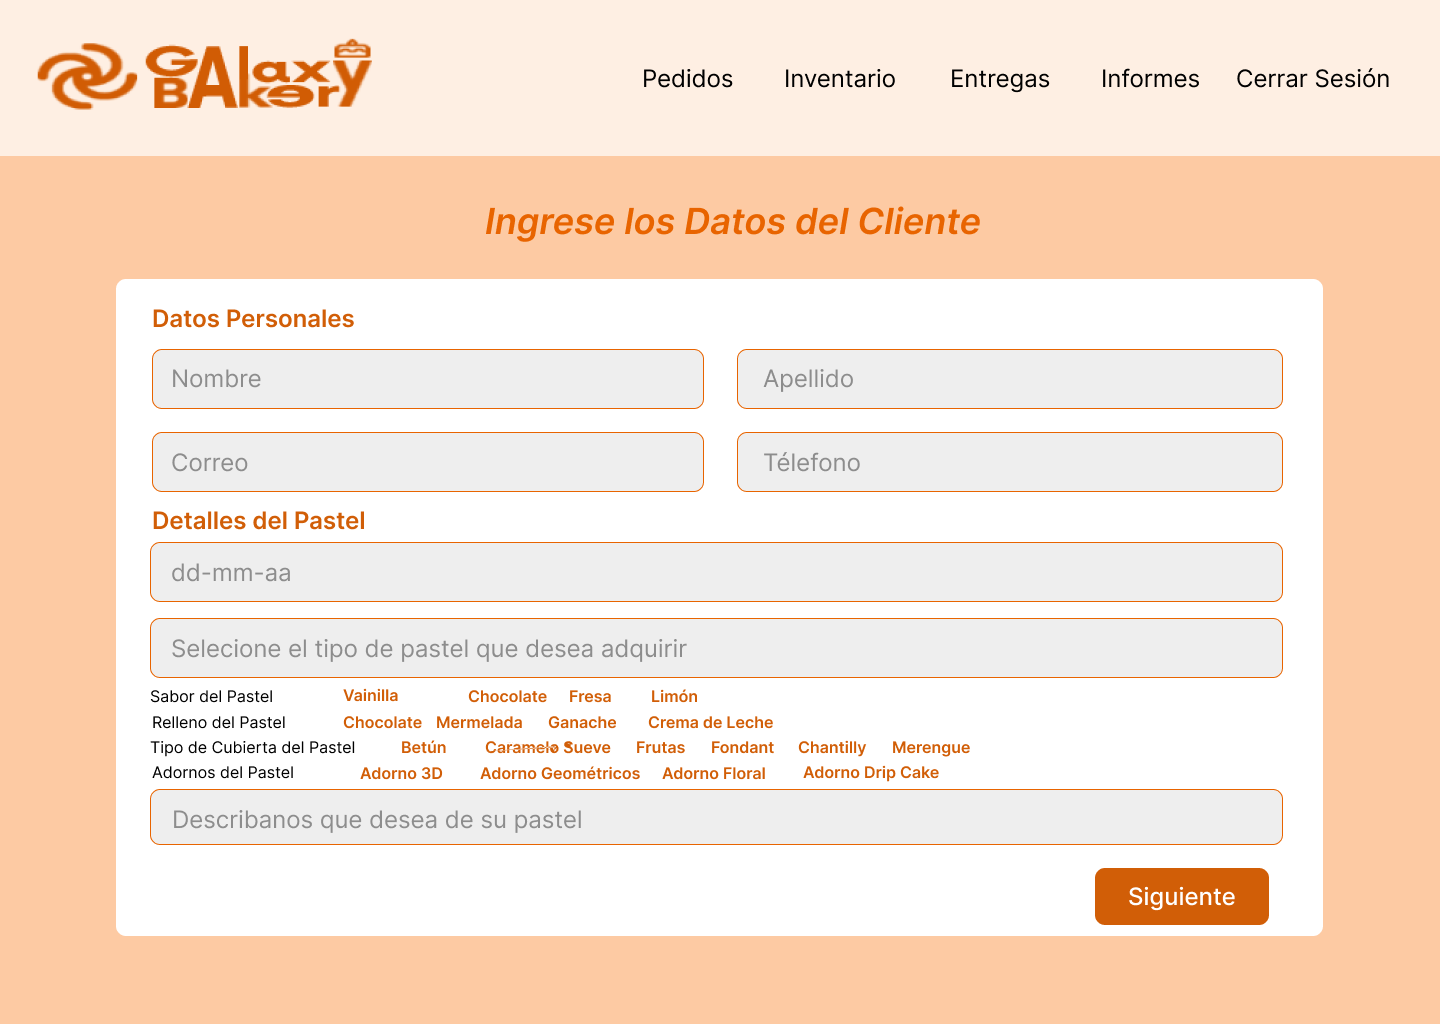 GAlaxy
BAkery
Pedidos Inventario Entregas Informes Cerrar Sesión
Ingrese los Datos del Cliente
Datos Personales
Nombre Apellido
Correo Télefono
Detalles del Pastel
dd-mm-aa
Selecione el tipo de pastel que desea adquirir
Sabor del Pastel Vainilla Chocolate Fresa Limón
Relleno del Pastel Chocolate Mermelada Ganache Crema de Leche
Tipo de Cubierta del Pastel Betún Caramelo Sueve Frutas Fondant Chantilly Merengue
Adornos del Pastel Adorno 3D Adorno Geométricos Adorno Floral Adorno Drip Cake
Describanos que desea de su pastel
Siguiente